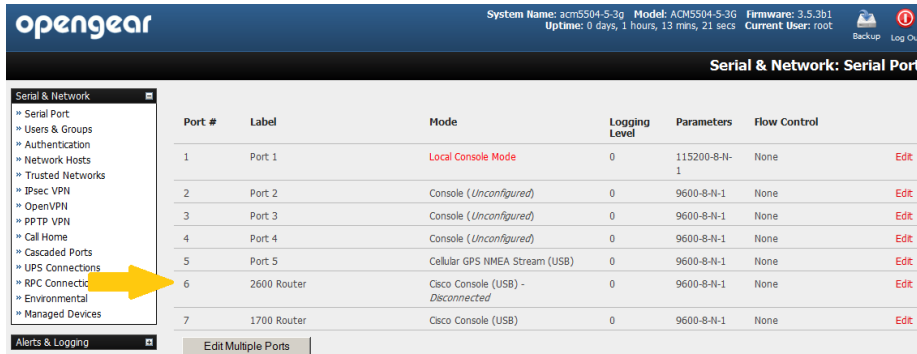 opengear
System Name: acm5504-5-3g Model: ACM5504-5-3G Firmware: 3.5.3b1
Uptime: 0 days, 1 hours, 13 mins, 21 secs Current User: root
Backup
Serial & Network: Serial Port
Serial & Network
» Serial Port
» Users & Groups
» Authentication
» Network Hosts
» Trusted Networks
» IPsec VPN
» OpenVPN
» PPTP VPN
» Call Home
» Cascaded Ports
» UPS Connections
» RPC Connectio
» Environmental
» Managed Devices
Alerts & Logging
Port # Label Mode Logging Level Parameters Flow Control
1 Port 1 Local Console Mode 0 115200-8-N-1 None Edit
2 Port 2 Console (Unconfigured) 0 9600-8-N-1 None Edit
3 Port 3 Console (Unconfigured) 0 9600-8-N-1 None Edit
4 Port 4 Console (Unconfigured) 0 9600-8-N-1 None Edit
5 Port 5 Cellular GPS NMEA Stream (USB) 0 9600-8-N-1 None Edit
6 2600 Router Cisco Console (USB) - Disconnected 0 9600-8-N-1 None Edit
7 1700 Router Cisco Console (USB) 0 9600-8-N-1 None Edit
Edit Multiple Ports